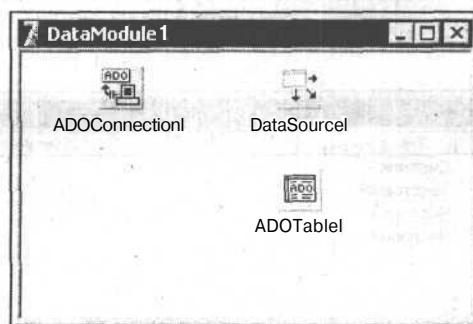 DataModule1
ADO
ADOConnectionl
DataSourcel
ADO
ADOTablel